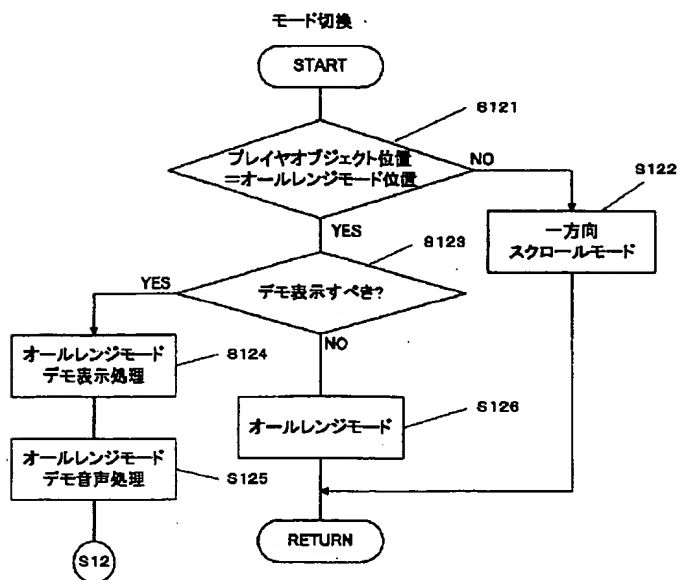 モード切換
START
S121
プレイヤオブジェクト位置
=オールレンジモード位置
NO
S122
一方向
スクロールモード
YES
S123
YES
デモ表示すべき?
オールレンジモード
デモ表示処理
S124
NO
オールレンジモード
S126
オールレンジモード
デモ音声処理
S125
S12
RETURN